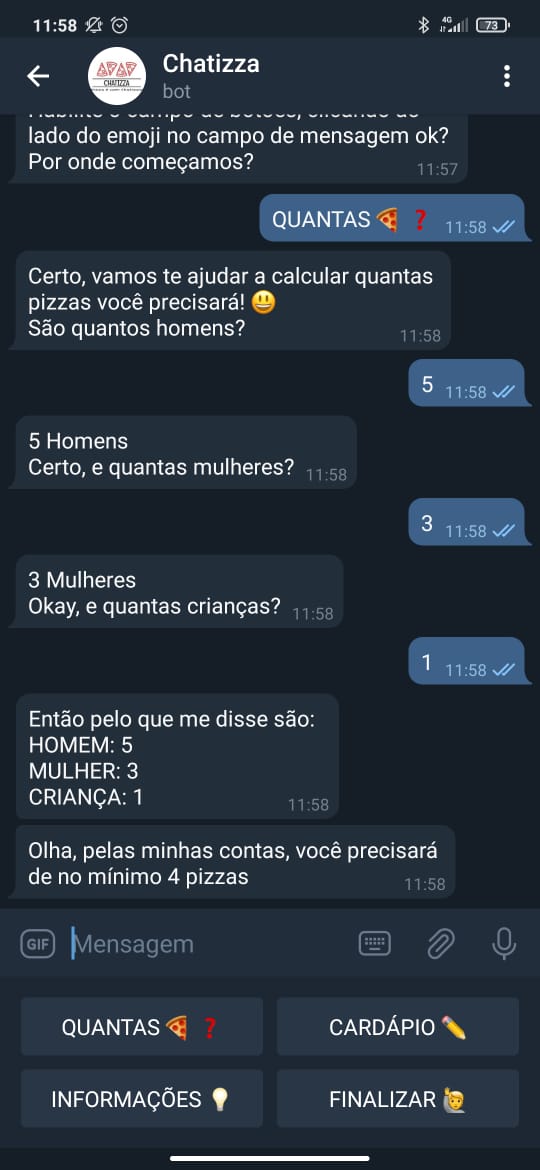 11:58
4G
73
CHATIZZA
Chatizza
bot
lado do emoji no campo de mensagem ok?
Por onde começamos?
11:57
QUANTAS🍕❓
11:58
Certo, vamos te ajudar a calcular quantas
pizzas você precisará! 😃
São quantos homens?
11:58
5
11:58
5 Homens
Certo, e quantas mulheres?
11:58
3
11:58
3 Mulheres
Okay, e quantas crianças?
11:58
1
11:58
Então pelo que me disse são:
HOMEM: 5
MULHER: 3
CRIANÇA: 1
11:58
Olha, pelas minhas contas, você precisará
de no mínimo 4 pizzas
11:58
GIF
Mensagem
QUANTAS🍕❓
CARDÁPIO✏️
INFORMAÇÕES💡
FINALIZAR🙋